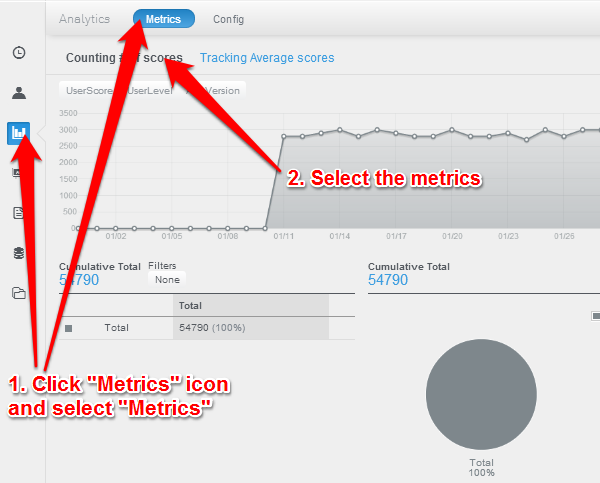 Analytics Metrics Config
Counting # of scores Tracking Average scores
UserScore UserLevel Version
3500
3000
2500
2000
1500
1000
500
0
01/02 01/05 01/08 01/11 01/14 01/17 01/20 01/23 01/26
2. Select the metrics
Cumulative Total Filters Cumulative Total
54790 None 54790
Total
Total 54790 (100%)
1. Click "Metrics" icon
and select "Metrics"
Total
100%